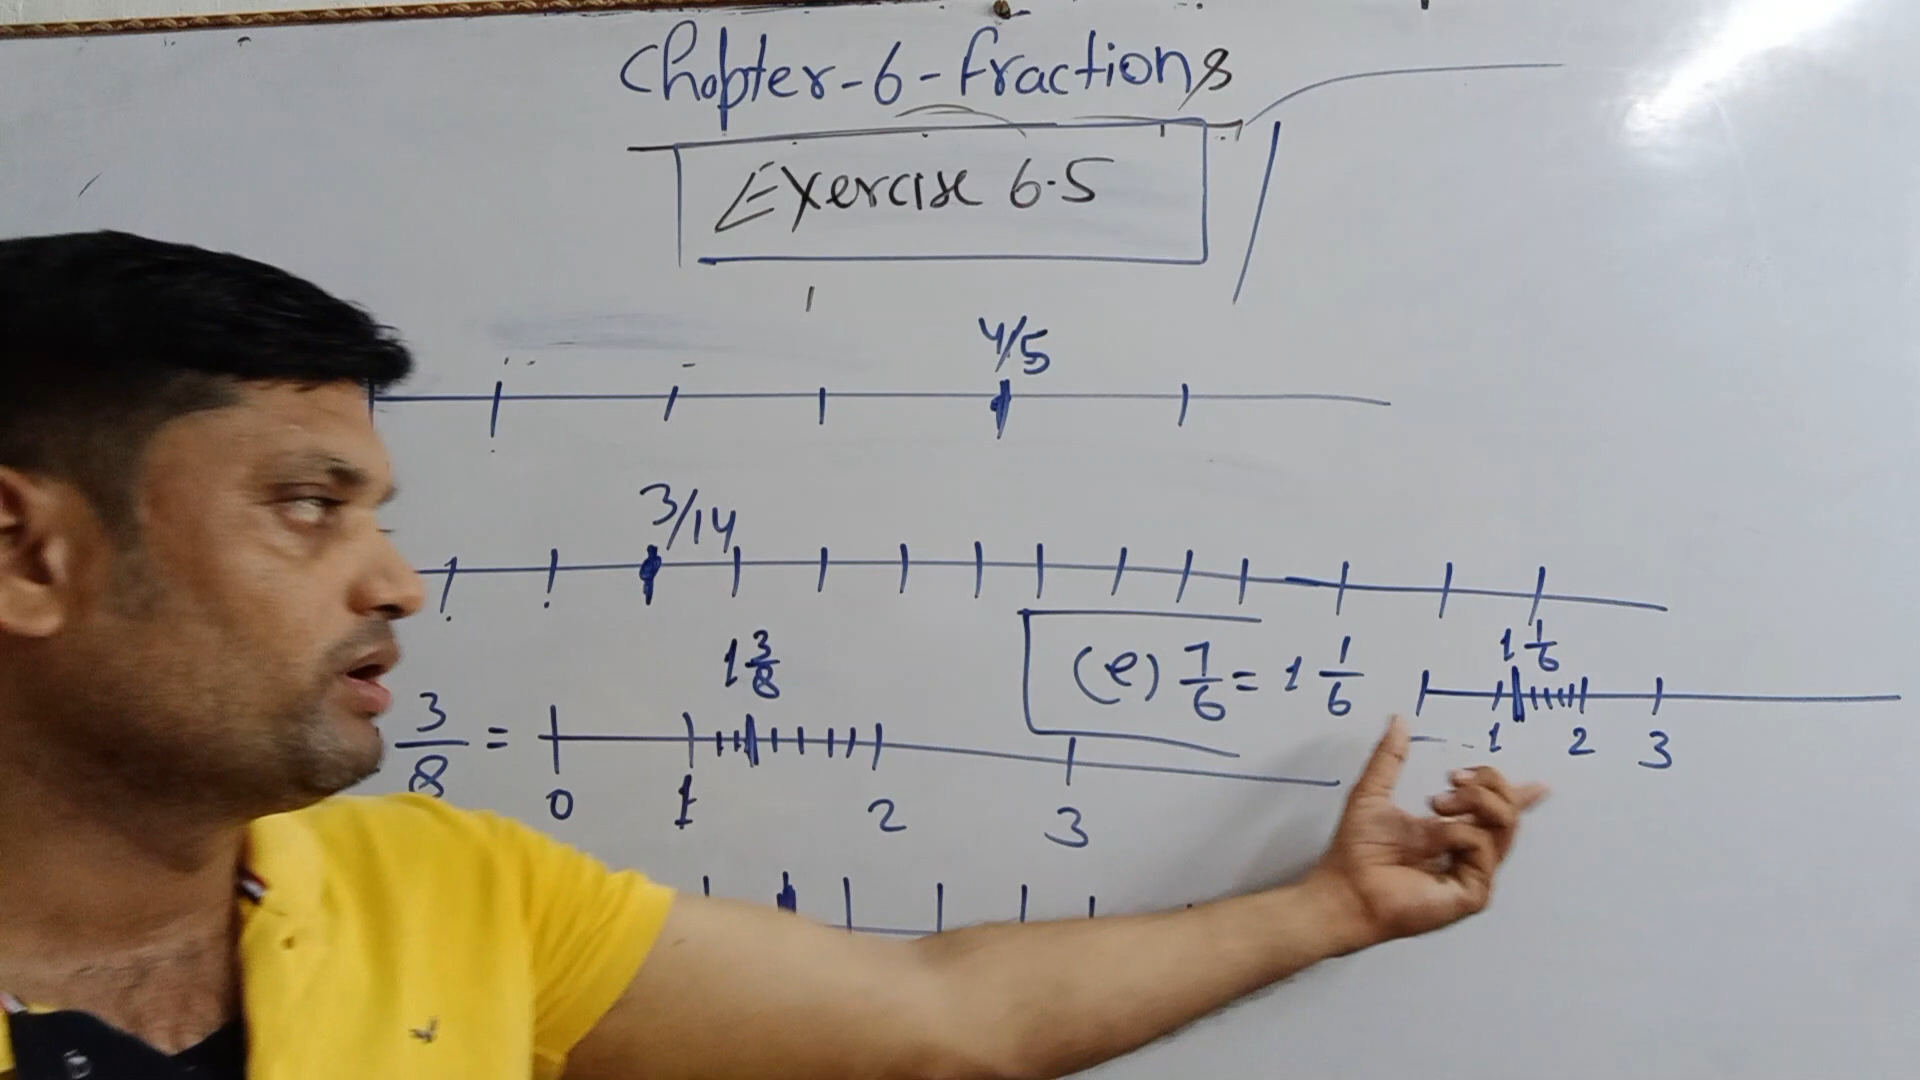 Chapter-6-fractions
Exercise 6.5
4/5
3/14
1 3/8
3/8 =
0 1 2 3
(e) 7/6 = 1 1/6
1 1/6
1 2 3